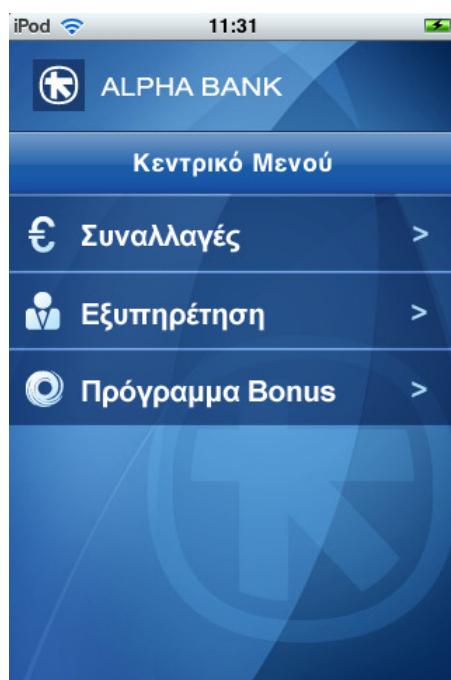 iPod 11:31
ALPHA BANK
Κεντρικό Μενού
€ Συναλλαγές >
Εξυπηρέτηση >
Πρόγραμμα Bonus >